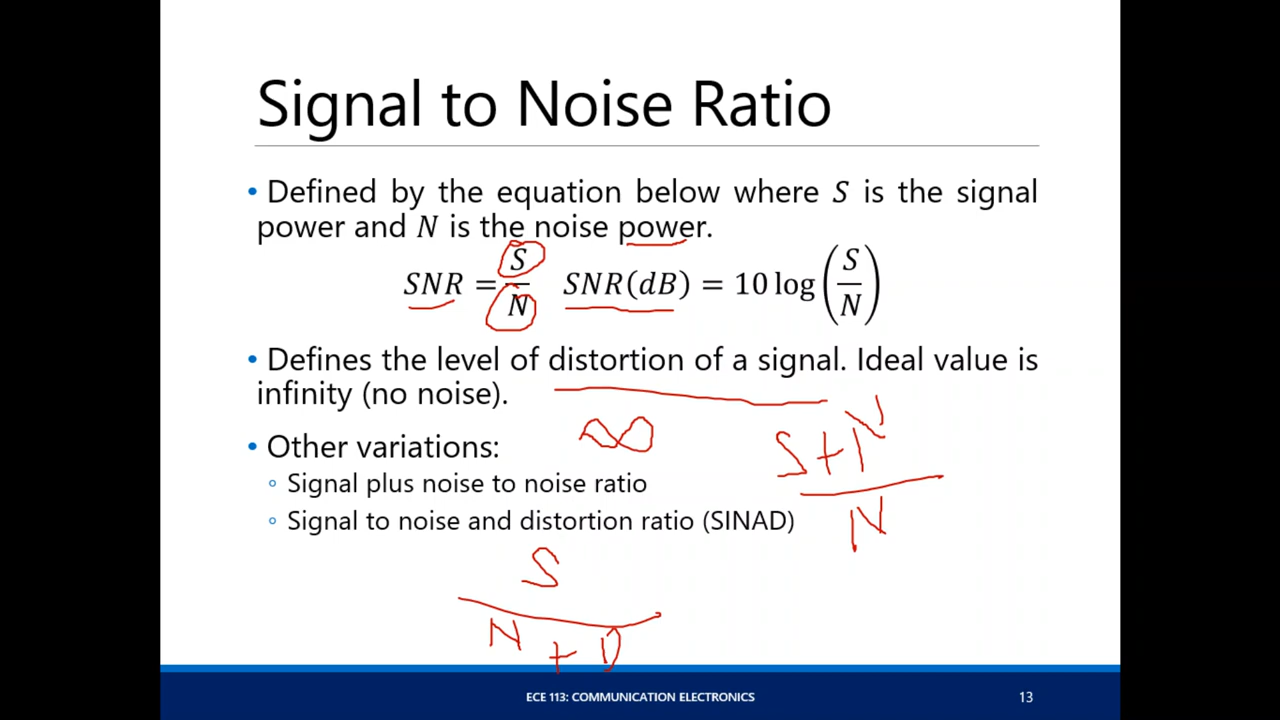 Signal to Noise Ratio
• Defined by the equation below where S is the signal
power and N is the noise power.
SNR = S/N    SNR(dB) = 10 log(S/N)
• Defines the level of distortion of a signal. Ideal value is
infinity (no noise).
∞
S+N
N
• Other variations:
◦ Signal plus noise to noise ratio
◦ Signal to noise and distortion ratio (SINAD)
S
N + D
ECE 113: COMMUNICATION ELECTRONICS
13